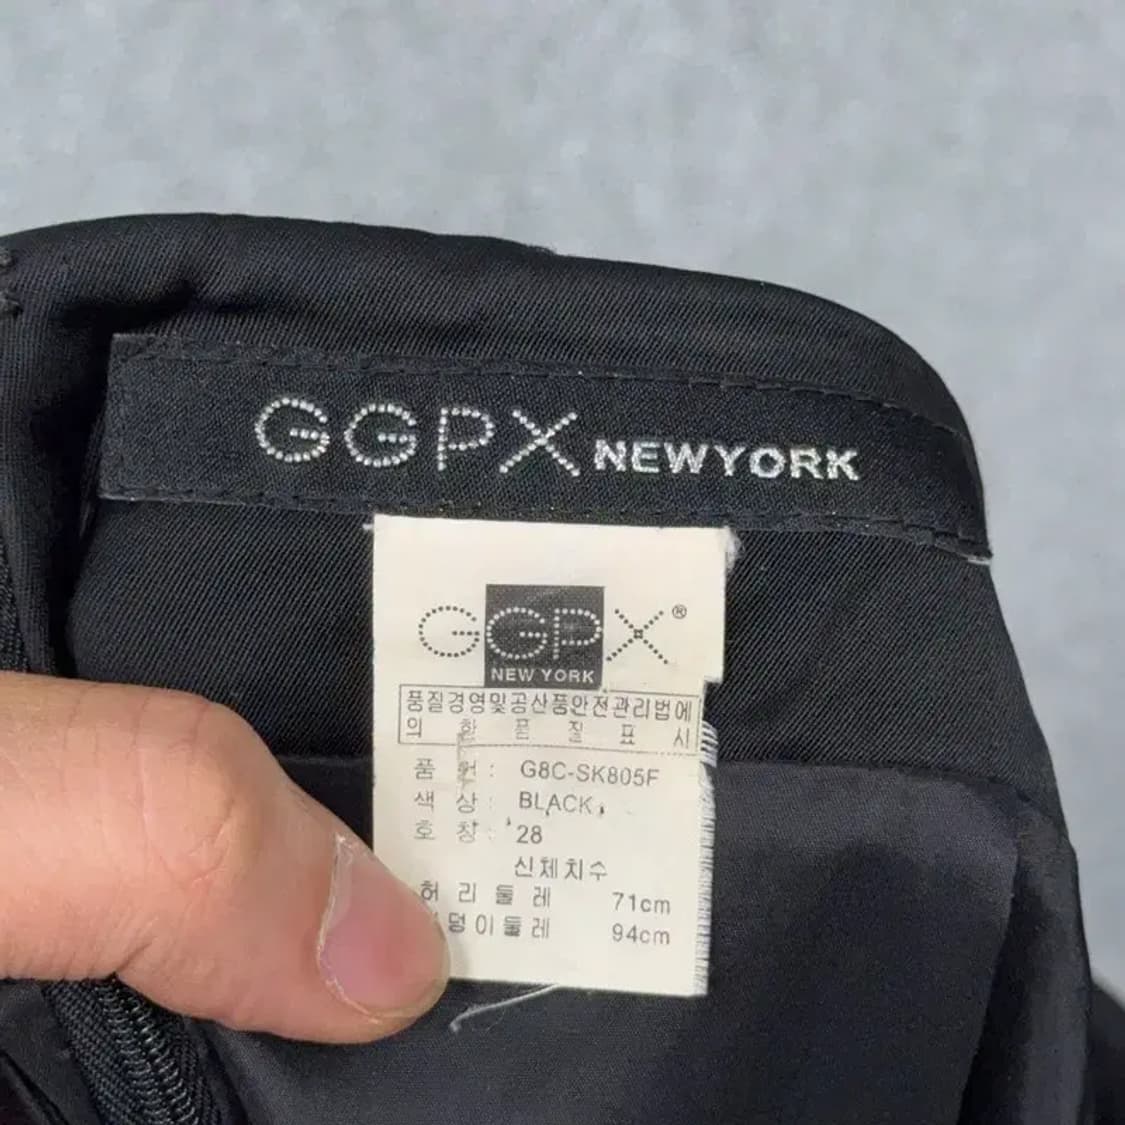 GGPX NEWYORK
GGPX®
NEW YORK
품질경영및공산품안전관리법에
의 한 품 질 표 시
품 번 : G8C-SK805F
색 상 : BLACK
호 칭 : 28
신체치수
허 리 둘 레 71cm
덩 이 둘 레 94cm